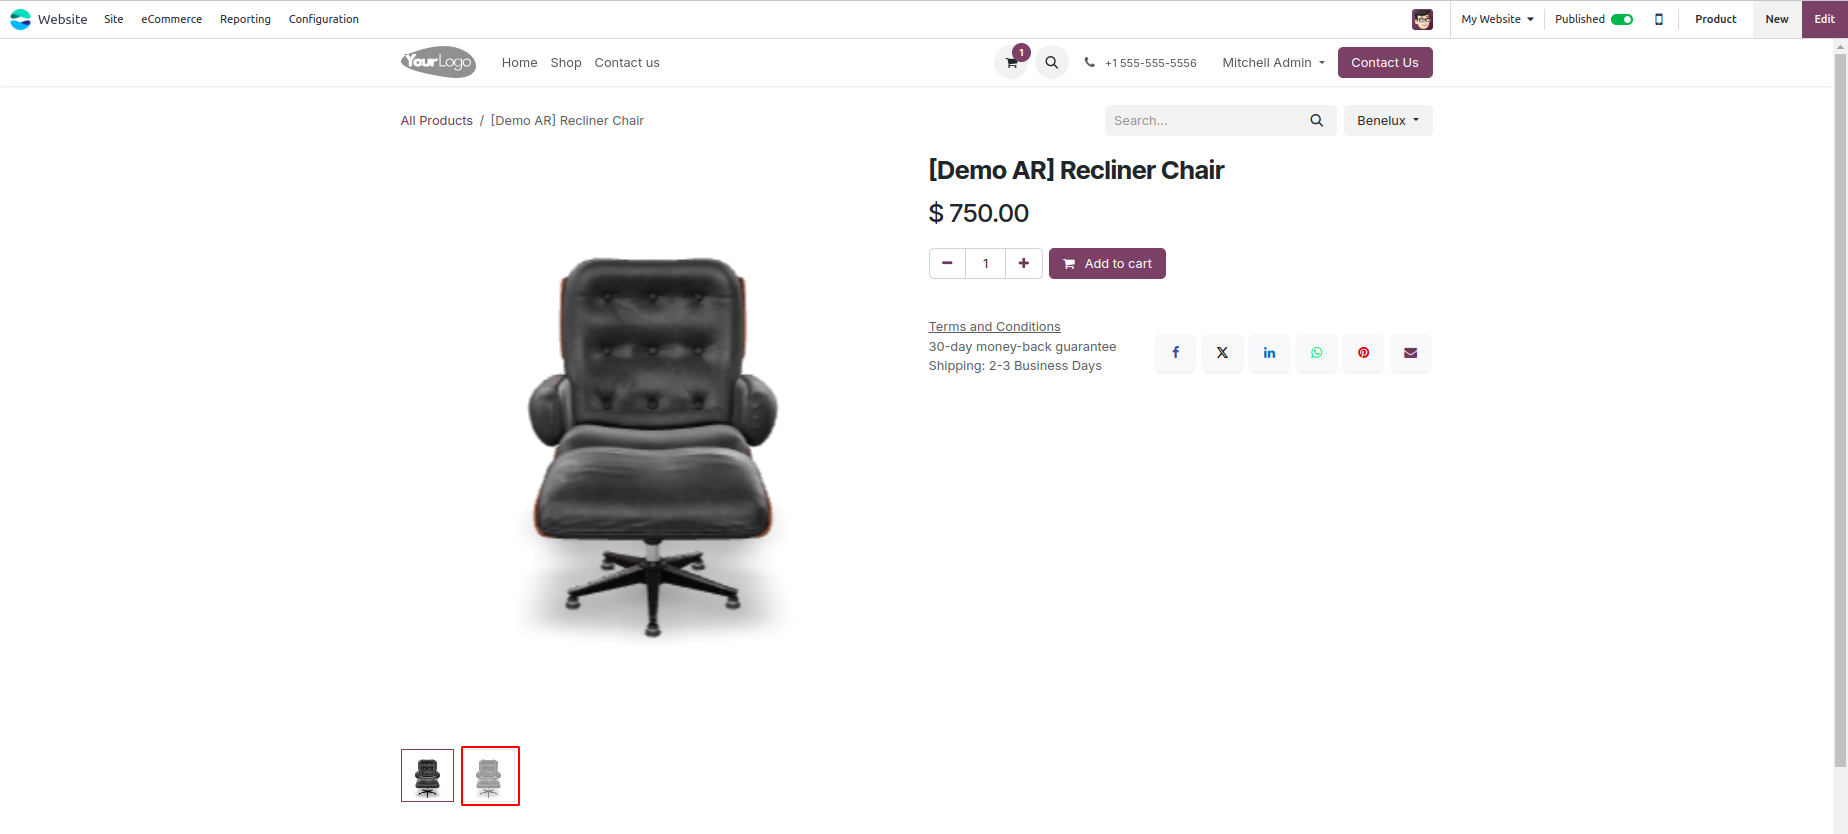 Website Site eCommerce Reporting Configuration My Website Published Product New Edit
YourLogo Home Shop Contact us 1 +1 555-555-5556 Mitchell Admin Contact Us
All Products / [Demo AR] Recliner Chair Search... Benelux
[Demo AR] Recliner Chair
$ 750.00
1 Add to cart
Terms and Conditions
30-day money-back guarantee
Shipping: 2-3 Business Days